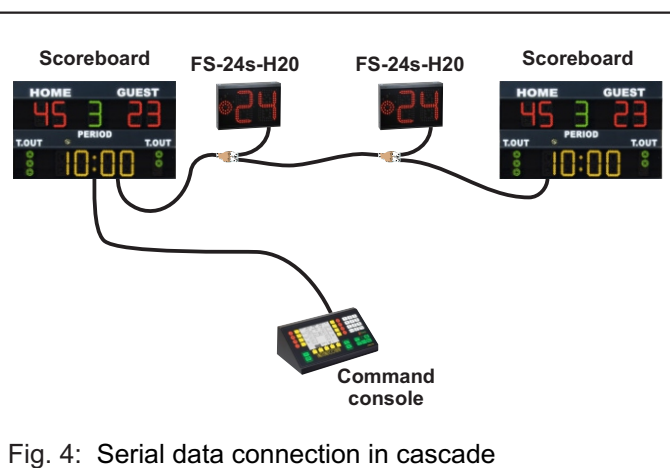 Scoreboard FS-24s-H20 FS-24s-H20 Scoreboard
HOME GUEST
45 3 23
PERIOD
T.OUT T.OUT
10:00
24
24
HOME GUEST
45 3 23
PERIOD
T.OUT T.OUT
10:00
Command
console
Fig. 4: Serial data connection in cascade